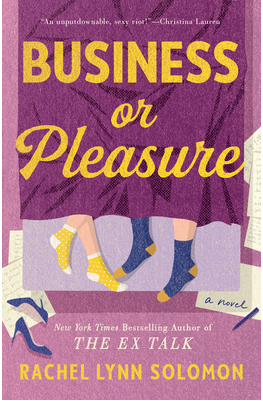 “An unputdownable, sexy riot!”—Christina Lauren
BUSINESS
or
Pleasure
a novel
New York Times Bestselling Author of
THE EX TALK
RACHEL LYNN SOLOMON